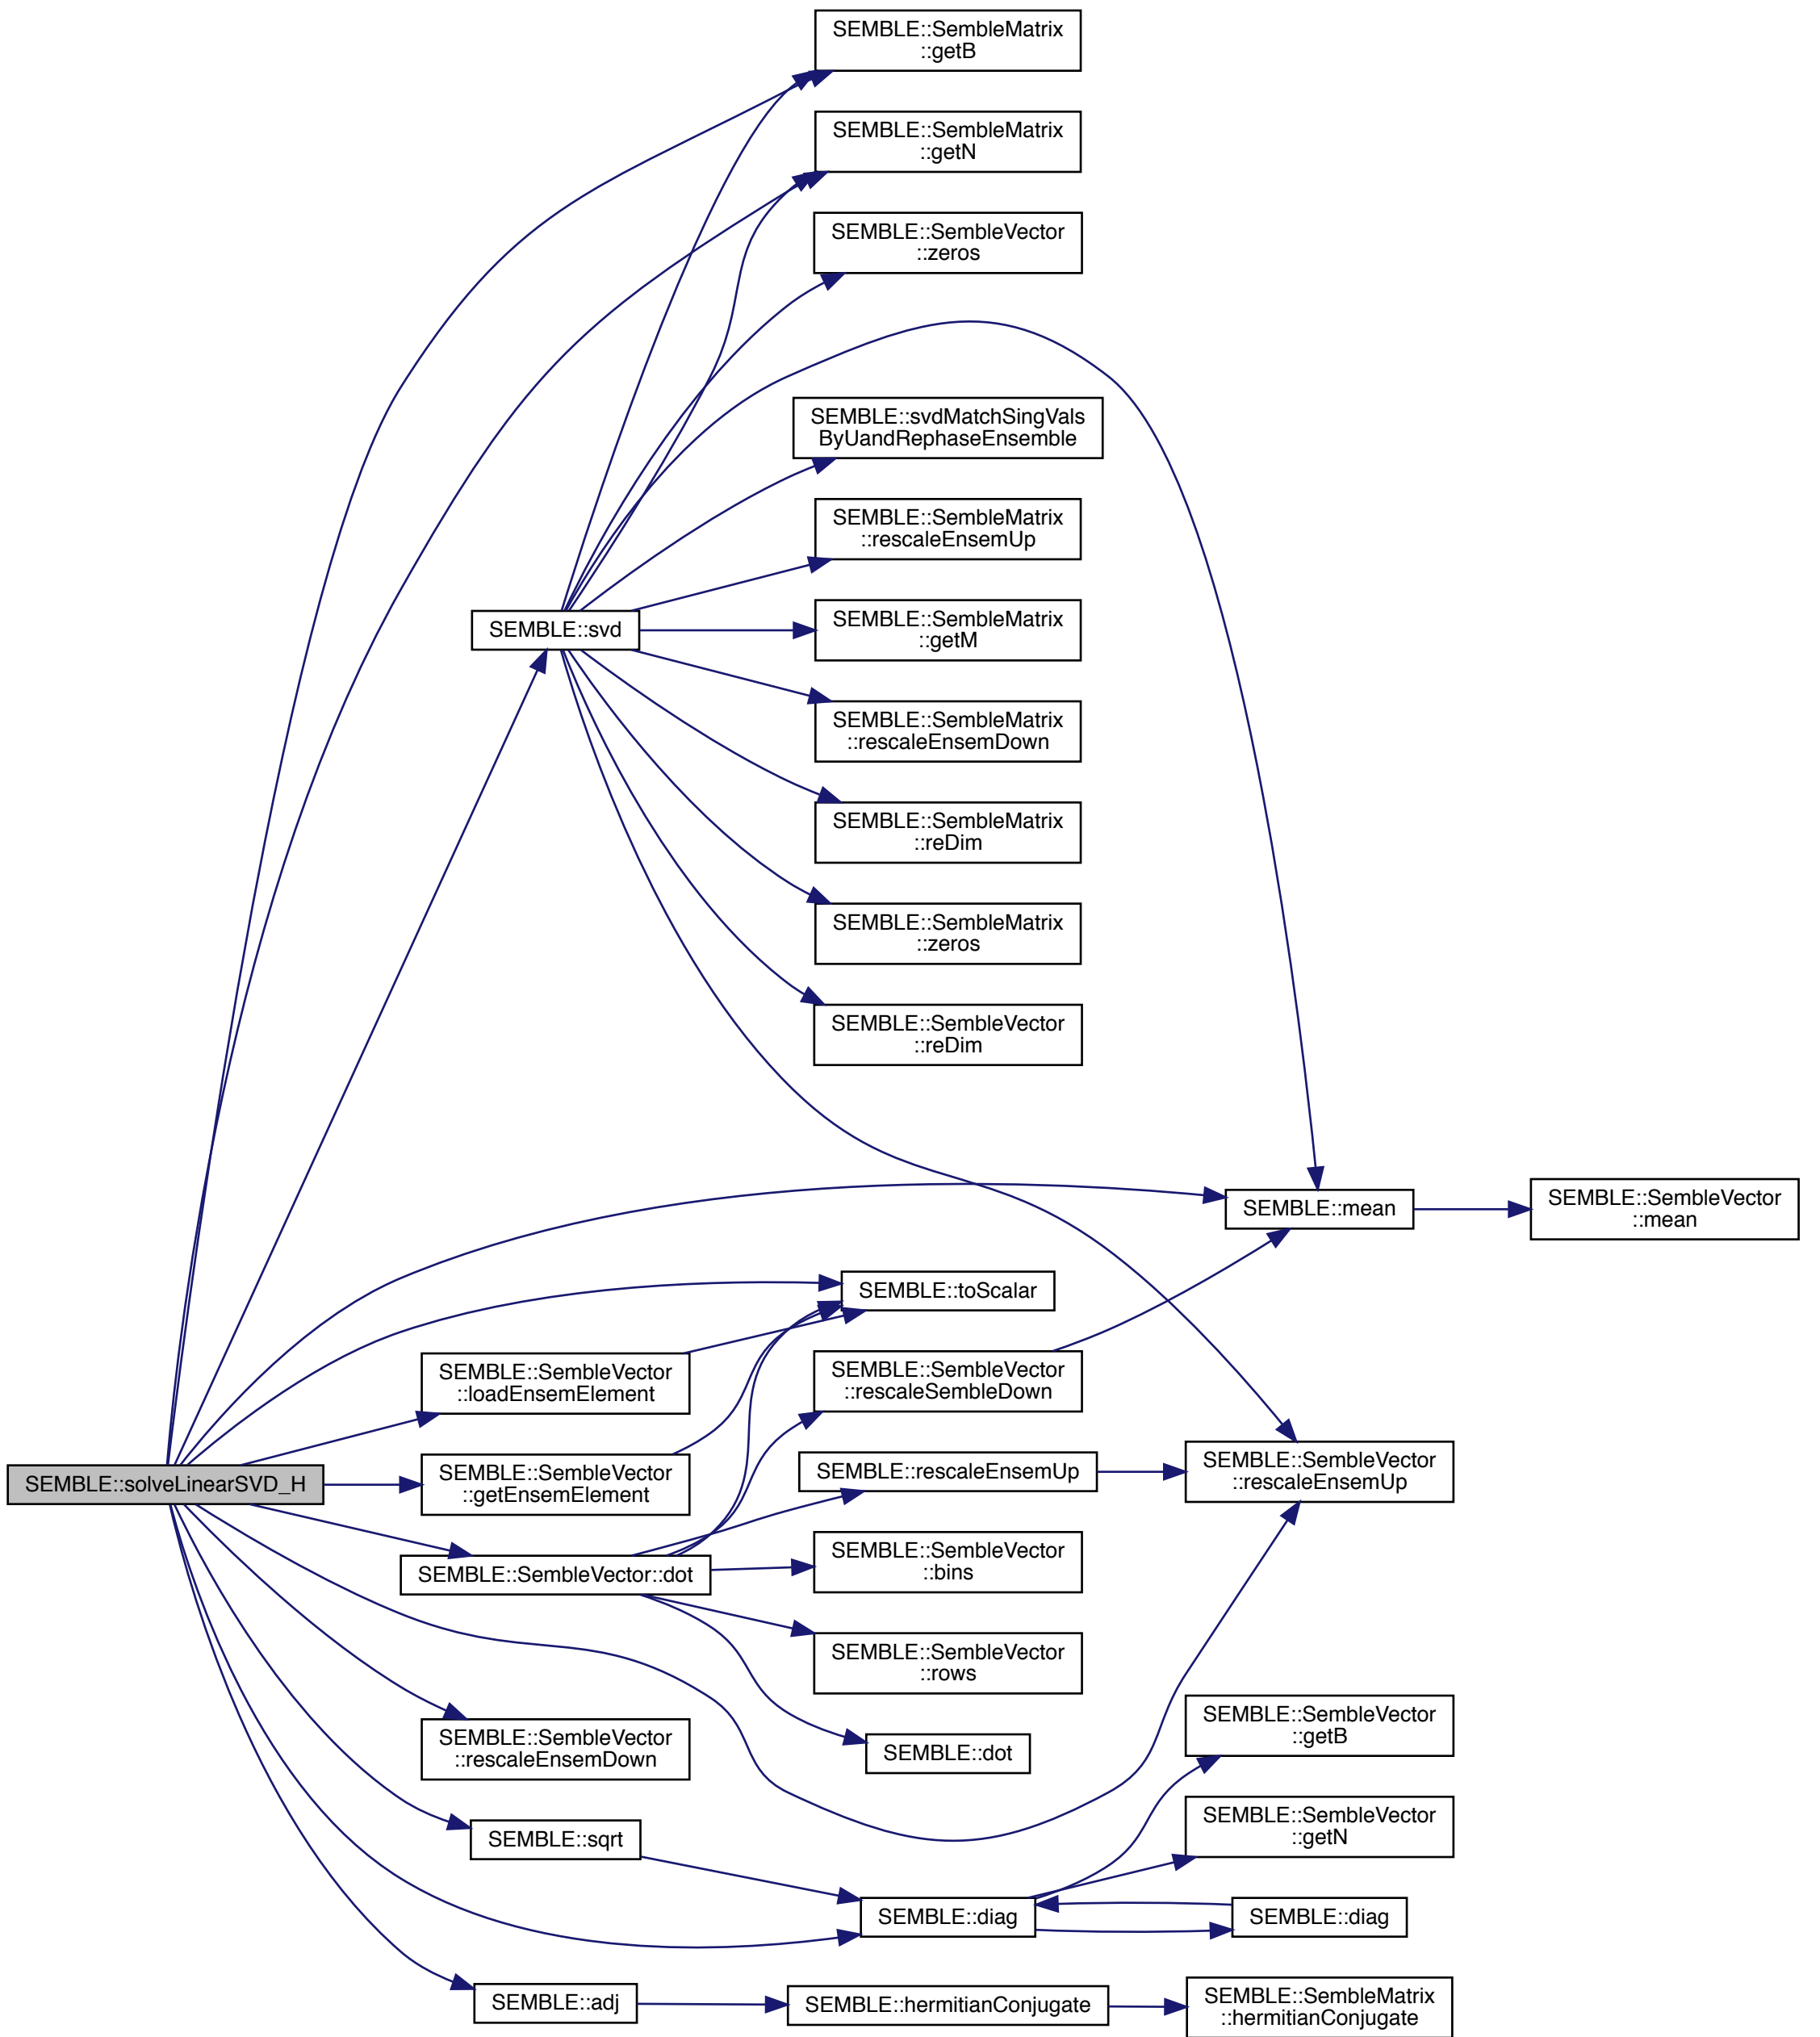 SEMBLE::SembleMatrix
::getB
SEMBLE::SembleMatrix
::getN
SEMBLE::SembleVector
::zeros
SEMBLE::svdMatchSingVals
ByUandRephaseEnsemble
SEMBLE::SembleMatrix
::rescaleEnsemUp
SEMBLE::svd
SEMBLE::SembleMatrix
::getM
SEMBLE::SembleMatrix
::rescaleEnsemDown
SEMBLE::SembleMatrix
::reDim
SEMBLE::SembleMatrix
::zeros
SEMBLE::SembleVector
::reDim
SEMBLE::mean
SEMBLE::SembleVector
::mean
SEMBLE::toScalar
SEMBLE::SembleVector
::loadEnsemElement
SEMBLE::SembleVector
::rescaleSembleDown
SEMBLE::solveLinearSVD_H
SEMBLE::SembleVector
::getEnsemElement
SEMBLE::rescaleEnsemUp
SEMBLE::SembleVector
::rescaleEnsemUp
SEMBLE::SembleVector::dot
SEMBLE::SembleVector
::bins
SEMBLE::SembleVector
::rows
SEMBLE::SembleVector
::rescaleEnsemDown
SEMBLE::dot
SEMBLE::SembleVector
::getB
SEMBLE::sqrt
SEMBLE::SembleVector
::getN
SEMBLE::diag
SEMBLE::diag
SEMBLE::adj
SEMBLE::hermitianConjugate
SEMBLE::SembleMatrix
::hermitianConjugate